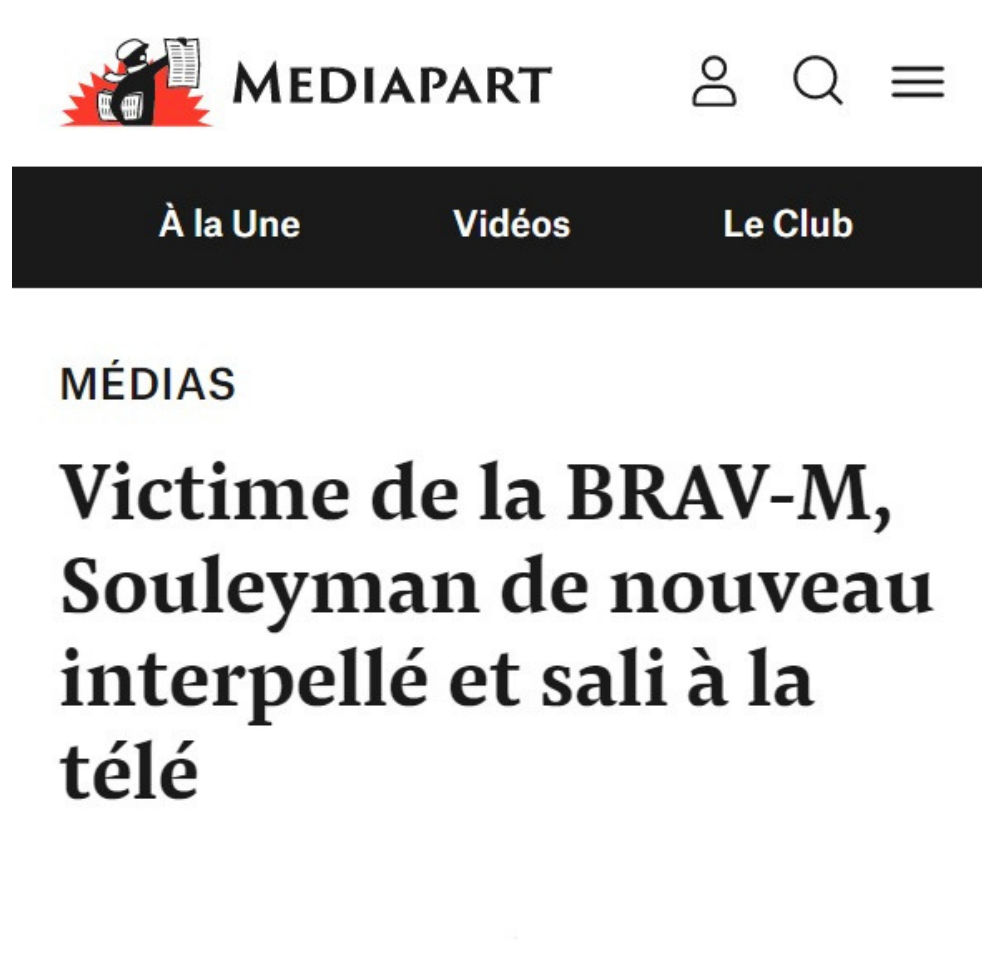 MEDIAPART
À la Une Vidéos Le Club
MÉDIAS
Victime de la BRAV-M,
Souleyman de nouveau
interpellé et sali à la
télé